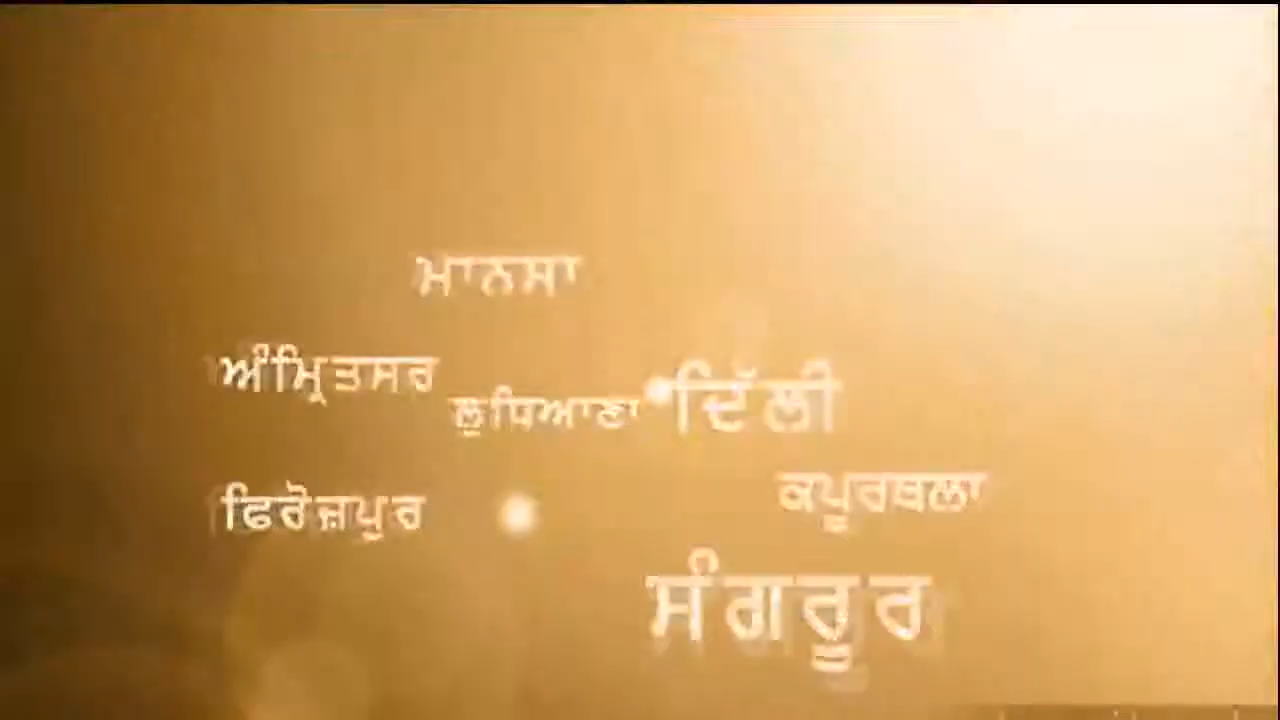 ਮਾਨਸਾ
ਅੰਮ੍ਰਿਤਸਰ
ਲੁਧਿਆਣਾ
ਦਿੱਲੀ
ਕਪੂਰਥਲਾ
ਫਿਰੋਜ਼ਪੁਰ
ਸੰਗਰੂਰ